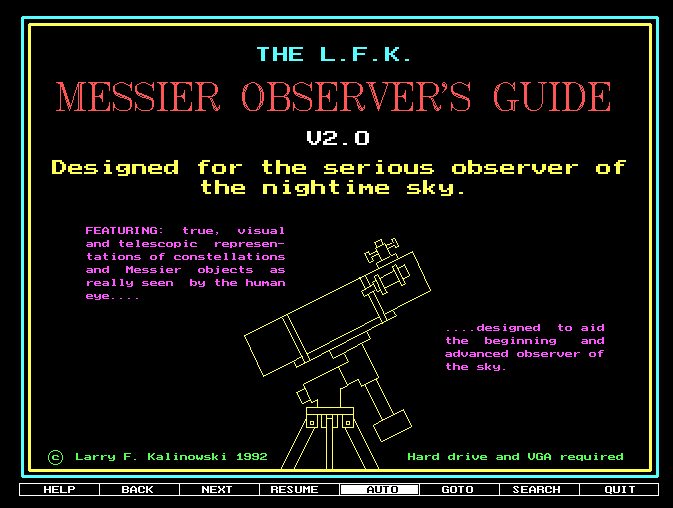 THE L.F.K.
MESSIER OBSERVER'S GUIDE
V2.0
Designed for the serious observer of
the nightime sky.
FEATURING: true, visual
and telescopic represen-
tations of constellations
and Messier objects as
really seen by the human
eye....
....designed to aid
the beginning and
advanced observer of
the sky.
© Larry F. Kalinowski 1992
Hard drive and VGA required
HELP BACK NEXT RESUME AUTO GOTO SEARCH QUIT